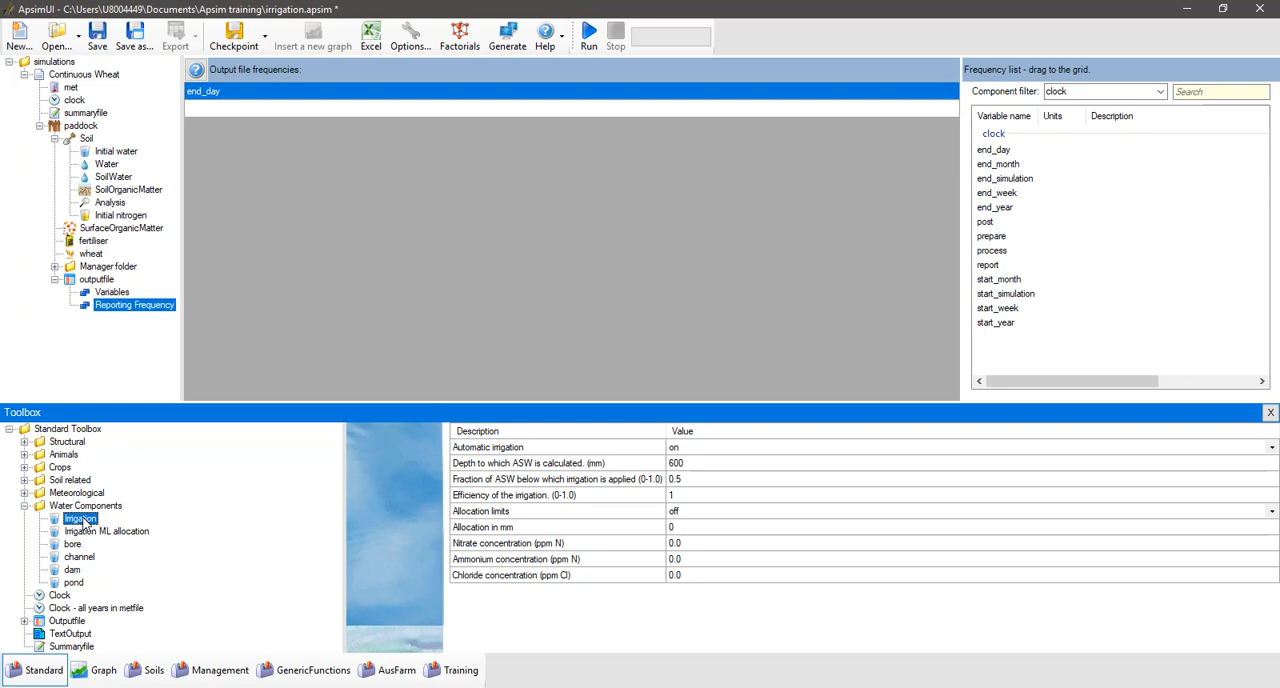 ApsimUI - C:\Users\U8004449\Documents\Apsim training\irrigation.apsim *
New... Open... Save Save as... Export Checkpoint Insert a new graph Excel Options... Factorials Generate Help Run Stop
simulations
Continuous Wheat
met
clock
summaryfile
paddock
Soil
Initial water
Water
SoilWater
SoilOrganicMatter
Analysis
Initial nitrogen
SurfaceOrganicMatter
fertiliser
wheat
Manager folder
outputfile
Variables
Reporting Frequency
Output file frequencies:
end_day
Frequency list - drag to the grid.
Component filter: clock Search
Variable name Units Description
clock
end_day
end_month
end_simulation
end_week
end_year
post
prepare
process
report
start_month
start_simulation
start_week
start_year
Toolbox X
Standard Toolbox
Structural
Animals
Crops
Soil related
Meteorological
Water Components
Irrigation
Irrigation ML allocation
bore
channel
dam
pond
Clock
Clock - all years in metfile
Outputfile
TextOutput
Summaryfile
Description Value
Automatic irrigation on
Depth to which ASW is calculated. (mm) 600
Fraction of ASW below which irrigation is applied (0-1.0) 0.5
Efficiency of the irrigation. (0-1.0) 1
Allocation limits off
Allocation in mm 0
Nitrate concentration (ppm N) 0.0
Ammonium concentration (ppm N) 0.0
Chloride concentration (ppm Cl) 0.0
Standard Graph Soils Management GenericFunctions AusFarm Training